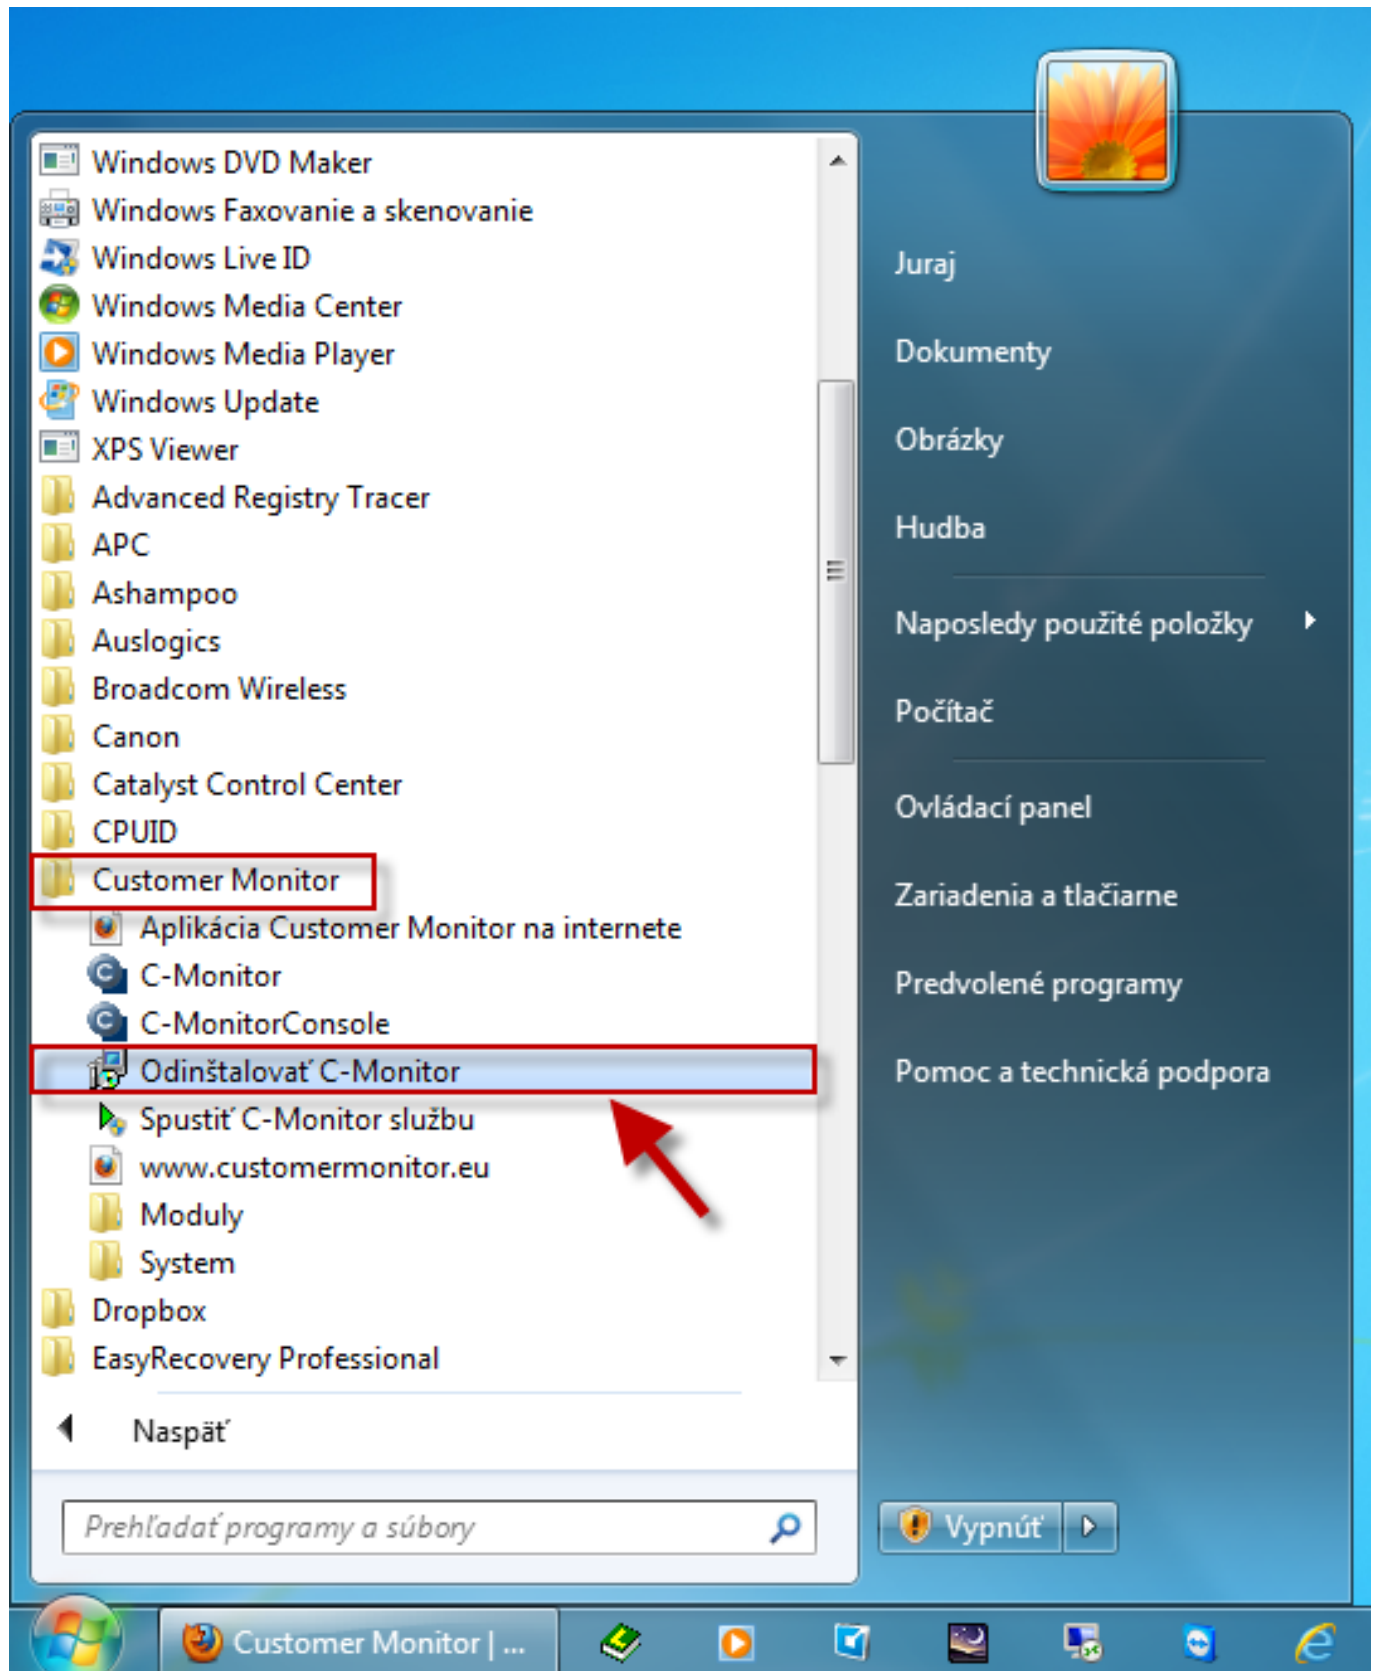 Windows DVD Maker
Windows Faxovanie a skenovanie
Windows Live ID
Windows Media Center
Windows Media Player
Windows Update
XPS Viewer
Advanced Registry Tracer
APC
Ashampoo
Auslogics
Broadcom Wireless
Canon
Catalyst Control Center
CPUID
Customer Monitor
Aplikácia Customer Monitor na internete
C-Monitor
C-MonitorConsole
Odinštalovať C-Monitor
Spustiť C-Monitor službu
www.customermonitor.eu
Moduly
System
Dropbox
EasyRecovery Professional
Naspäť
Prehľadať programy a súbory
Juraj
Dokumenty
Obrázky
Hudba
Naposledy použité položky
Počítač
Ovládací panel
Zariadenia a tlačiarne
Predvolené programy
Pomoc a technická podpora
Vypnúť
Customer Monitor | ...